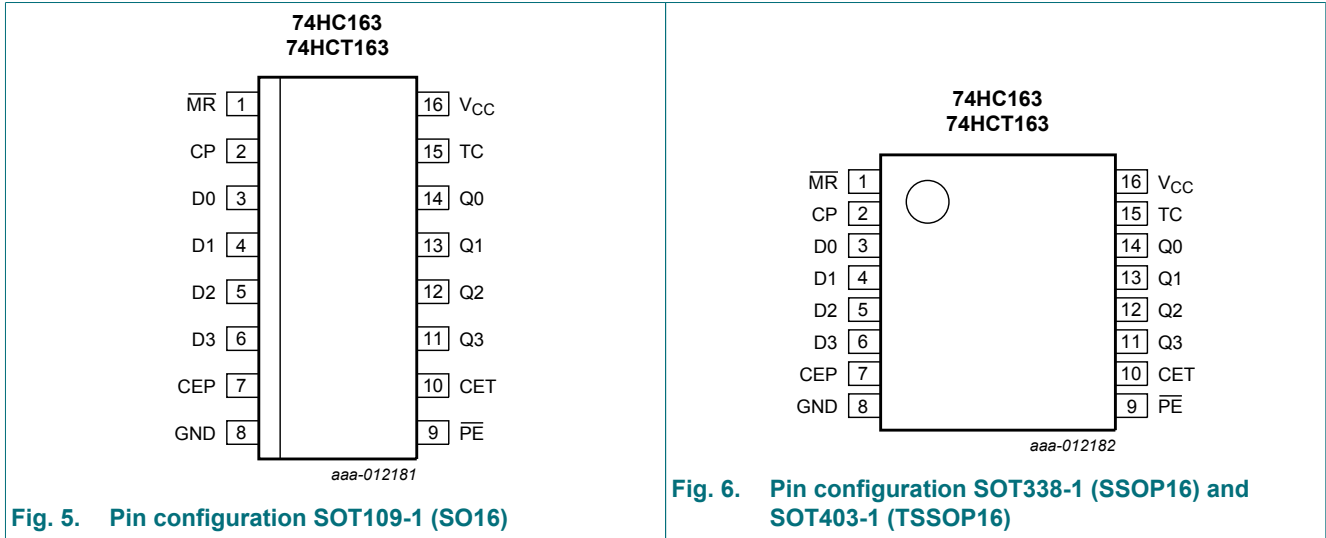 74HC163
74HCT163
MR 1
CP 2
D0 3
D1 4
D2 5
D3 6
CEP 7
GND 8
16 VCC
15 TC
14 Q0
13 Q1
12 Q2
11 Q3
10 CET
9 PE
aaa-012181
Fig. 5. Pin configuration SOT109-1 (SO16)
74HC163
74HCT163
MR 1
CP 2
D0 3
D1 4
D2 5
D3 6
CEP 7
GND 8
16 VCC
15 TC
14 Q0
13 Q1
12 Q2
11 Q3
10 CET
9 PE
aaa-012182
Fig. 6. Pin configuration SOT338-1 (SSOP16) and
SOT403-1 (TSSOP16)